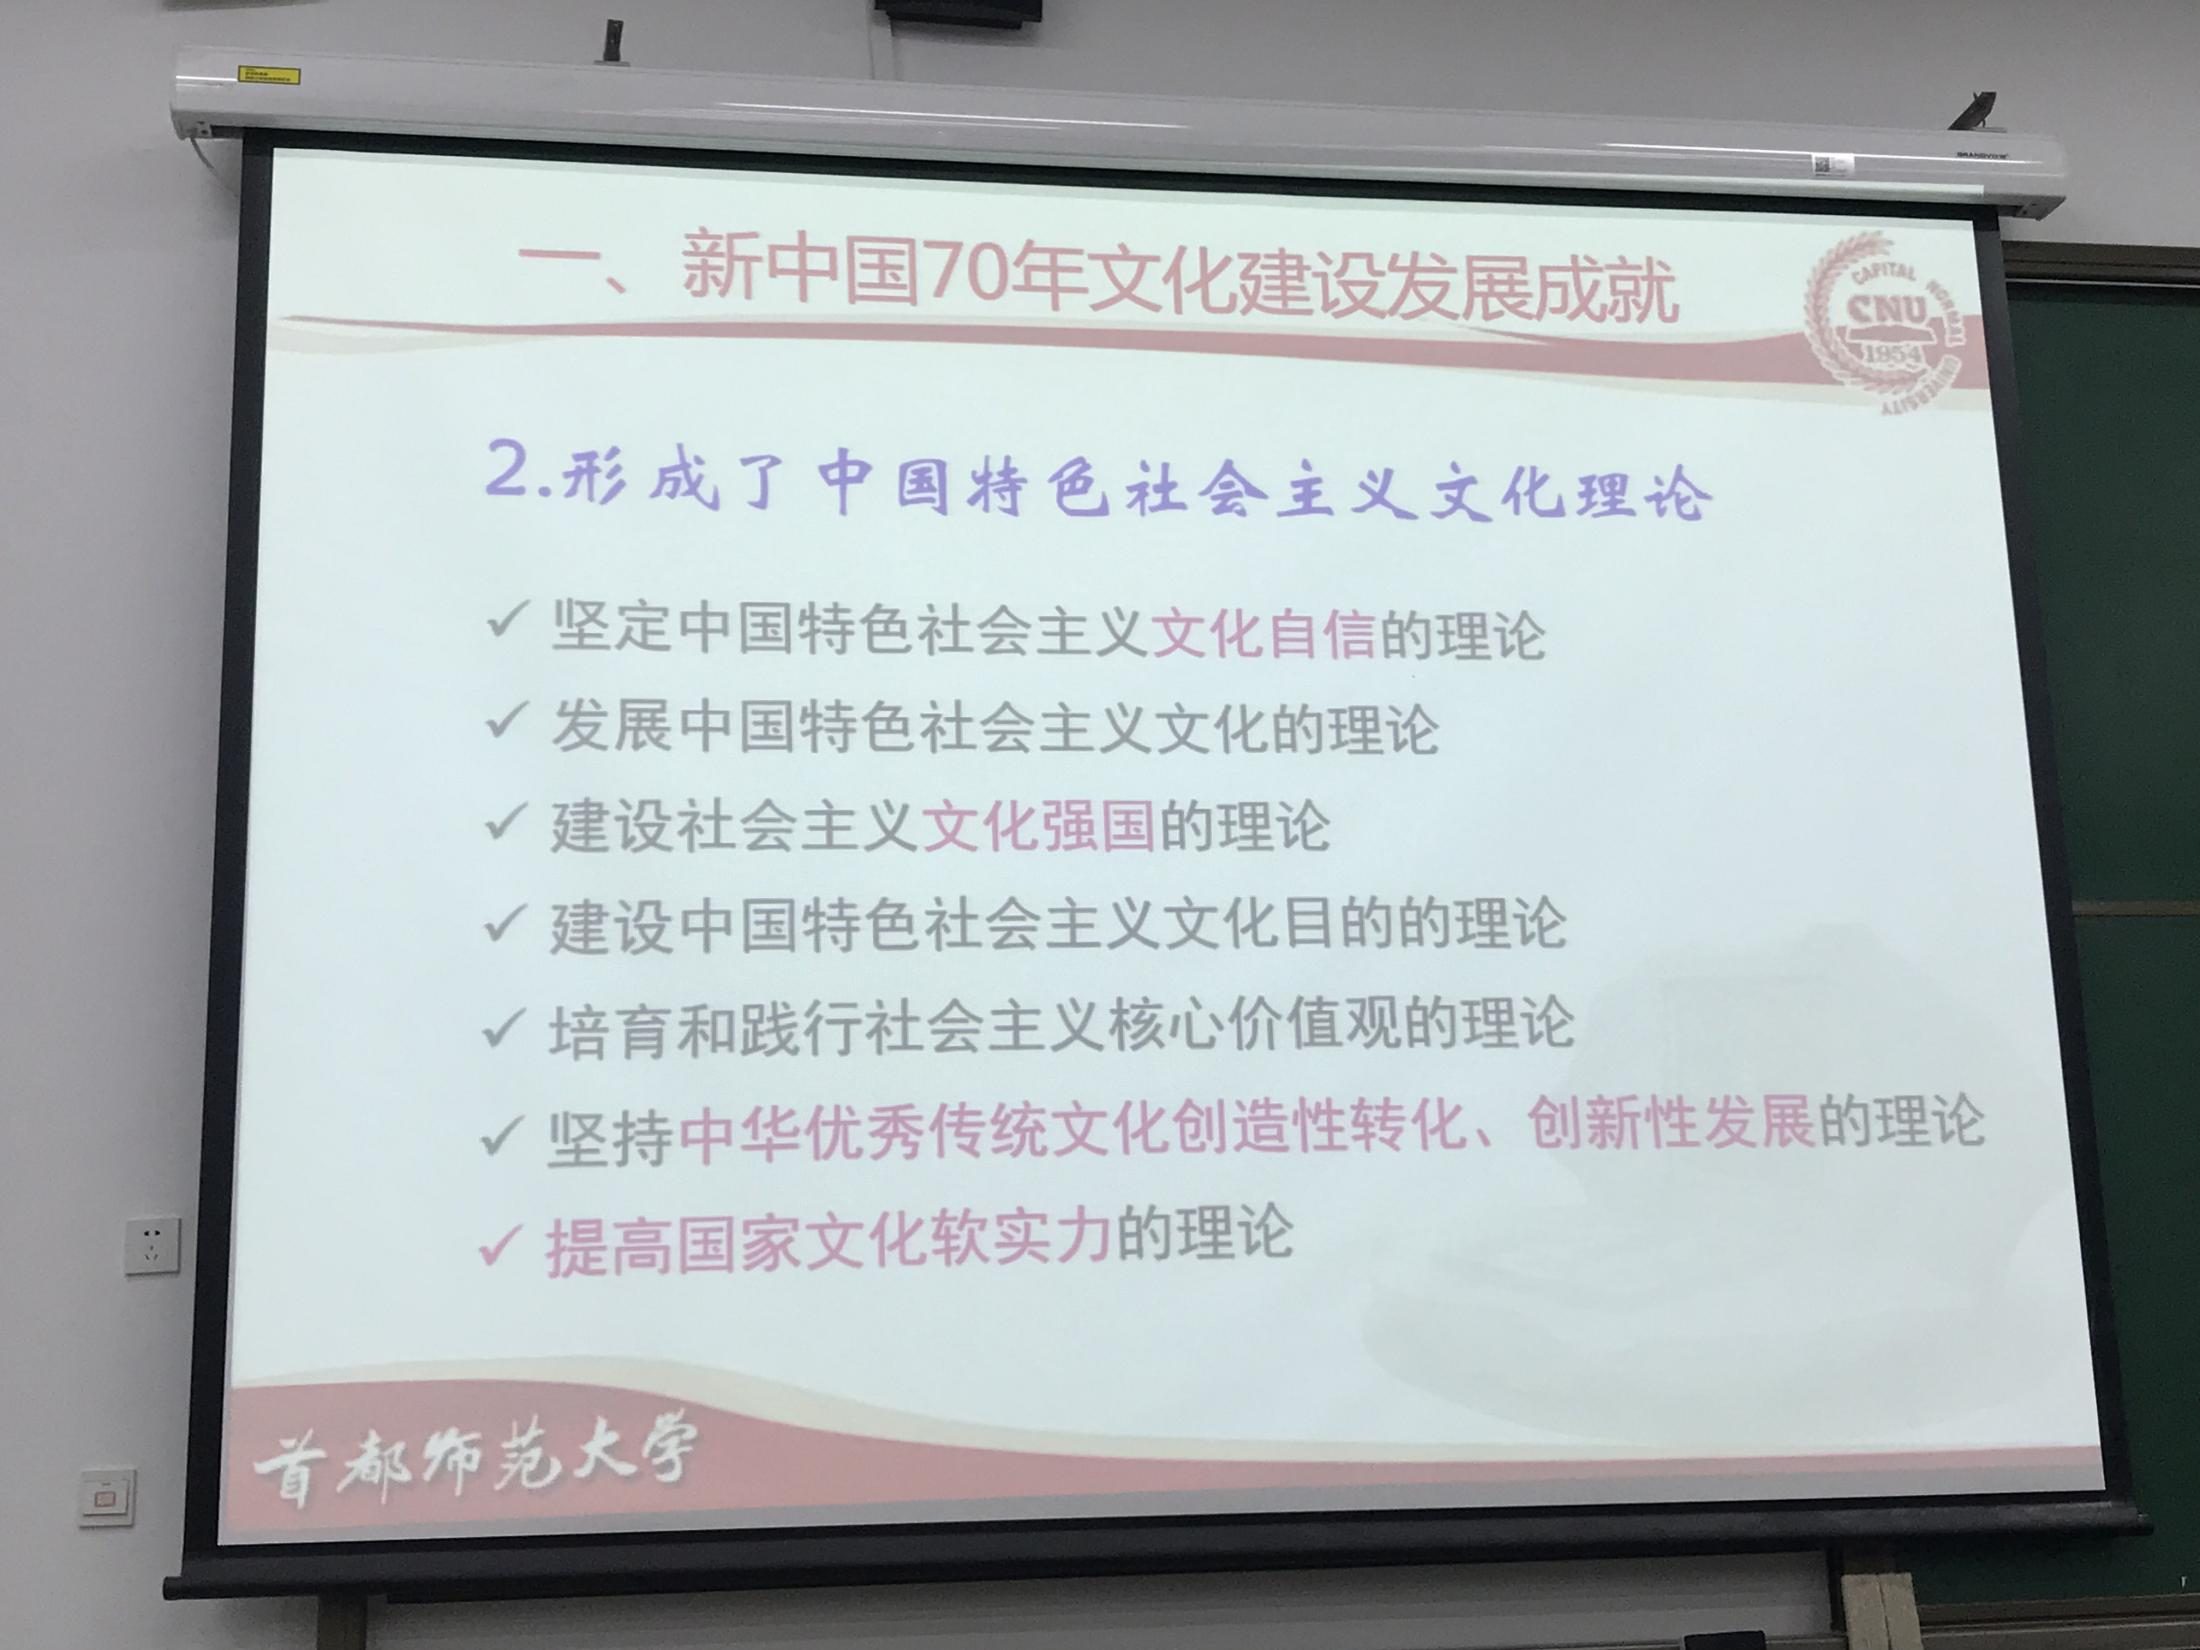 GRANDVIEW
一、新中国70年文化建设发展成就
CAPITAL NORMAL UNIVERSITY
CNU
1954
2.形成了中国特色社会主义文化理论
✓ 坚定中国特色社会主义文化自信的理论
✓ 发展中国特色社会主义文化的理论
✓ 建设社会主义文化强国的理论
✓ 建设中国特色社会主义文化目的的理论
✓ 培育和践行社会主义核心价值观的理论
✓ 坚持中华优秀传统文化创造性转化、创新性发展的理论
✓ 提高国家文化软实力的理论
首都师范大学